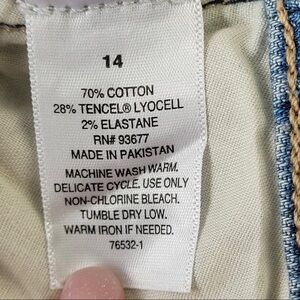 14
70% COTTON
28% TENCEL® LYOCELL
2% ELASTANE
RN# 93677
MADE IN PAKISTAN
MACHINE WASH WARM.
DELICATE CYCLE. USE ONLY
NON-CHLORINE BLEACH.
TUMBLE DRY LOW.
WARM IRON IF NEEDED.
76532-1